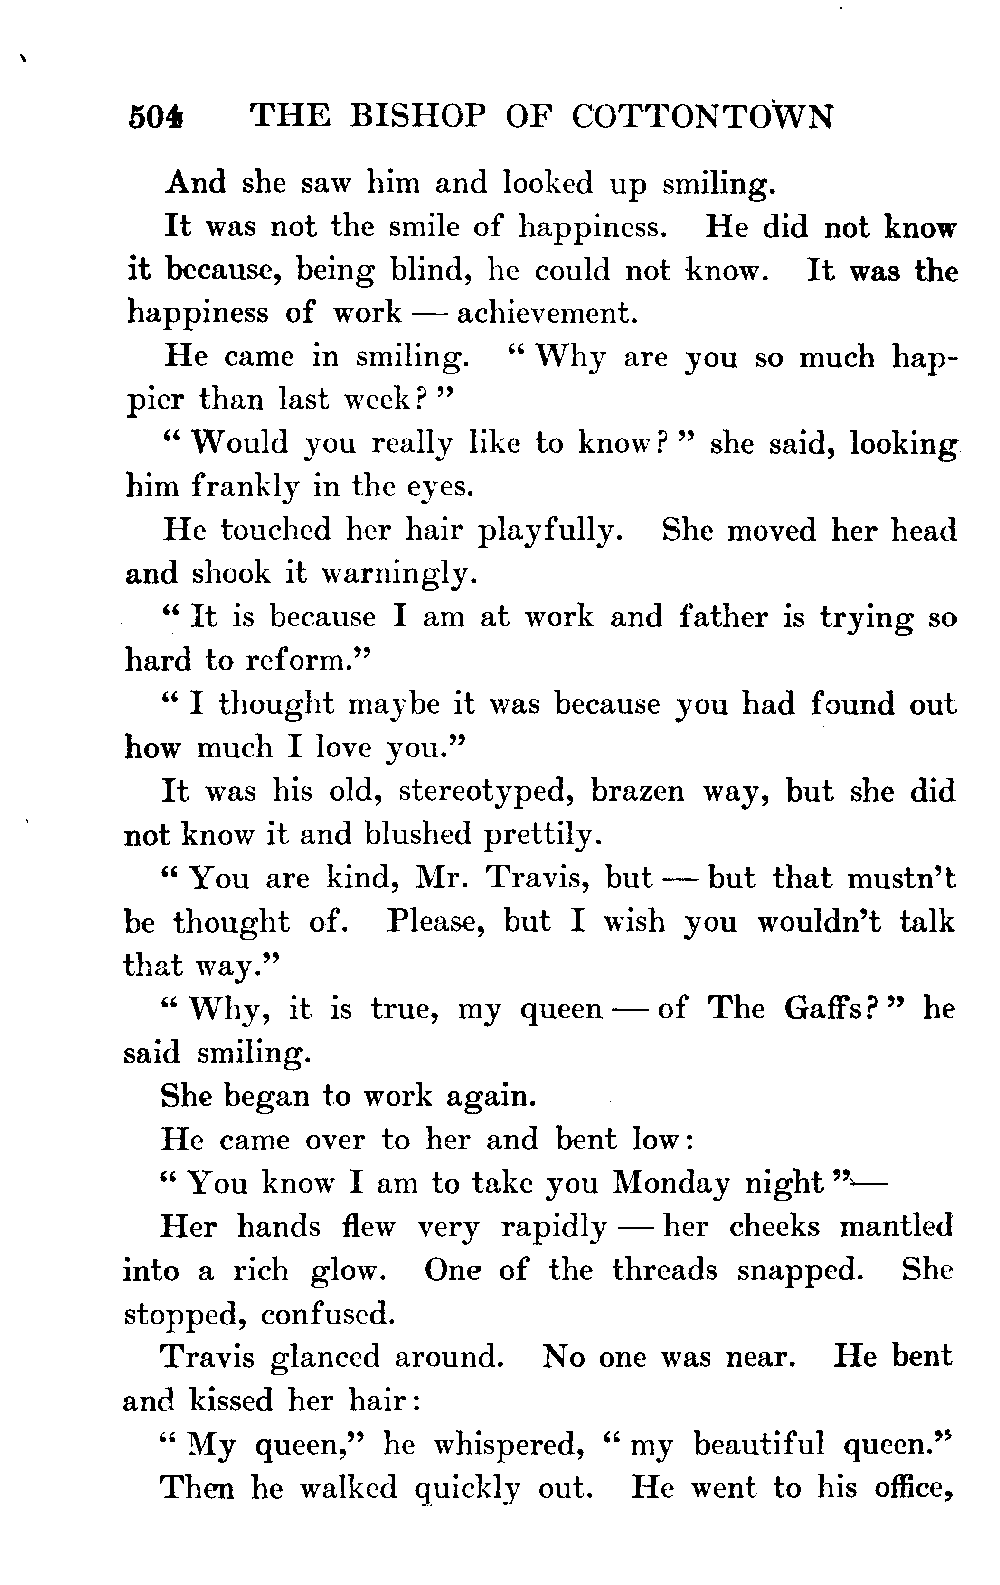 504 THE BISHOP OF COTTONTOWN
And she saw him and looked up smiling.
It was not the smile of happiness. He did not know
it because, being blind, he could not know. It was the
happiness of work — achievement.
He came in smiling. “ Why are you so much hap-
pier than last week? ”
“ Would you really like to know? ” she said, looking
him frankly in the eyes.
He touched her hair playfully. She moved her head
and shook it warningly.
“ It is because I am at work and father is trying so
hard to reform.”
“ I thought maybe it was because you had found out
how much I love you.”
It was his old, stereotyped, brazen way, but she did
not know it and blushed prettily.
“ You are kind, Mr. Travis, but — but that mustn’t
be thought of. Please, but I wish you wouldn’t talk
that way.”
“ Why, it is true, my queen — of The Gaffs? ” he
said smiling.
She began to work again.
He came over to her and bent low:
“ You know I am to take you Monday night ”—
Her hands flew very rapidly — her cheeks mantled
into a rich glow. One of the threads snapped. She
stopped, confused.
Travis glanced around. No one was near. He bent
and kissed her hair:
“ My queen,” he whispered, “ my beautiful queen.”
Then he walked quickly out. He went to his office,